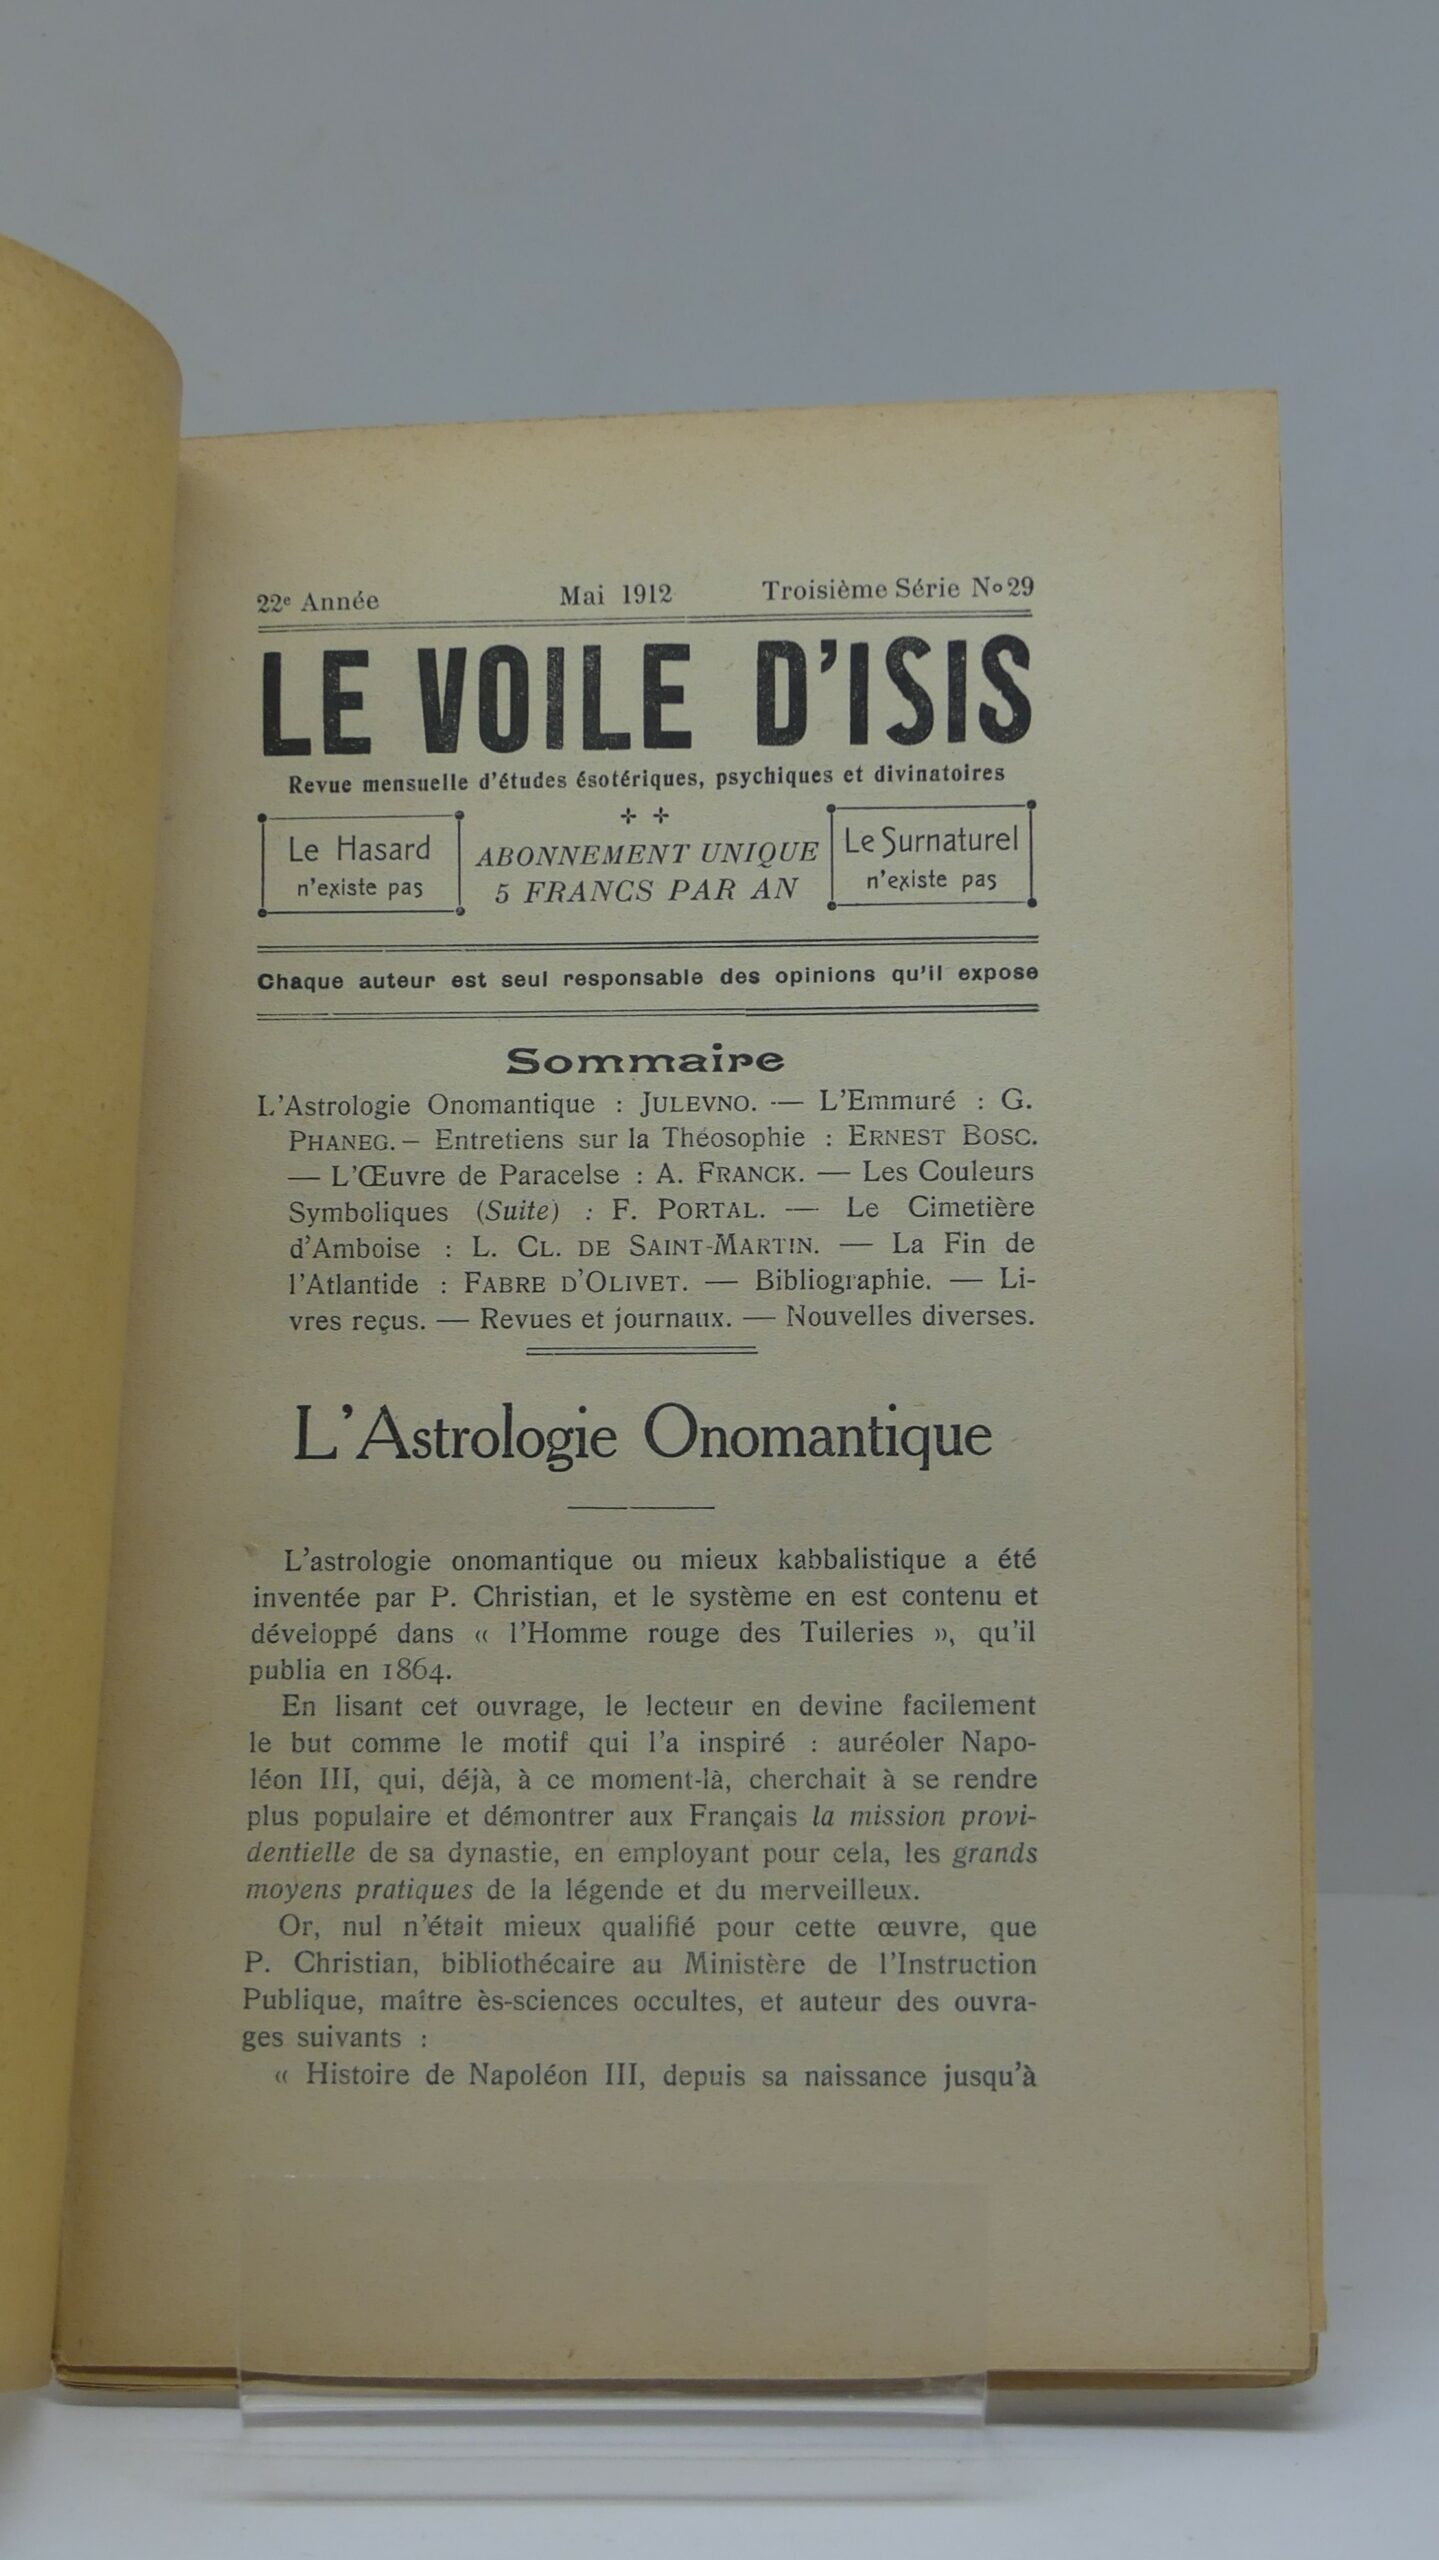 22e Année Mai 1912 Troisième Série No 29
LE VOILE D'ISIS
Revue mensuelle d'études ésotériques, psychiques et divinatoires
Le Hasard
n'existe pas
ABONNEMENT UNIQUE
5 FRANCS PAR AN
Le Surnaturel
n'existe pas
Chaque auteur est seul responsable des opinions qu'il expose
Sommaire
L'Astrologie Onomantique : JULEVNO. — L'Emmuré : G.
PHANEG. — Entretiens sur la Théosophie : ERNEST BOSC.
— L'Œuvre de Paracelse : A. FRANCK. — Les Couleurs
Symboliques (Suite) : F. PORTAL. — Le Cimetière
d'Amboise : L. CL. DE SAINT-MARTIN. — La Fin de
l'Atlantide : FABRE D'OLIVET. — Bibliographie. — Li-
vres reçus. — Revues et journaux. — Nouvelles diverses.
L'Astrologie Onomantique
L'astrologie onomantique ou mieux kabbalistique a été
inventée par P. Christian, et le système en est contenu et
développé dans « l'Homme rouge des Tuileries », qu'il
publia en 1864.
En lisant cet ouvrage, le lecteur en devine facilement
le but comme le motif qui l'a inspiré : auréoler Napo-
léon III, qui, déjà, à ce moment-là, cherchait à se rendre
plus populaire et démontrer aux Français la mission provi-
dentielle de sa dynastie, en employant pour cela, les grands
moyens pratiques de la légende et du merveilleux.
Or, nul n'était mieux qualifié pour cette œuvre, que
P. Christian, bibliothécaire au Ministère de l'Instruction
Publique, maître ès-sciences occultes, et auteur des ouvra-
ges suivants :
« Histoire de Napoléon III, depuis sa naissance jusqu'à